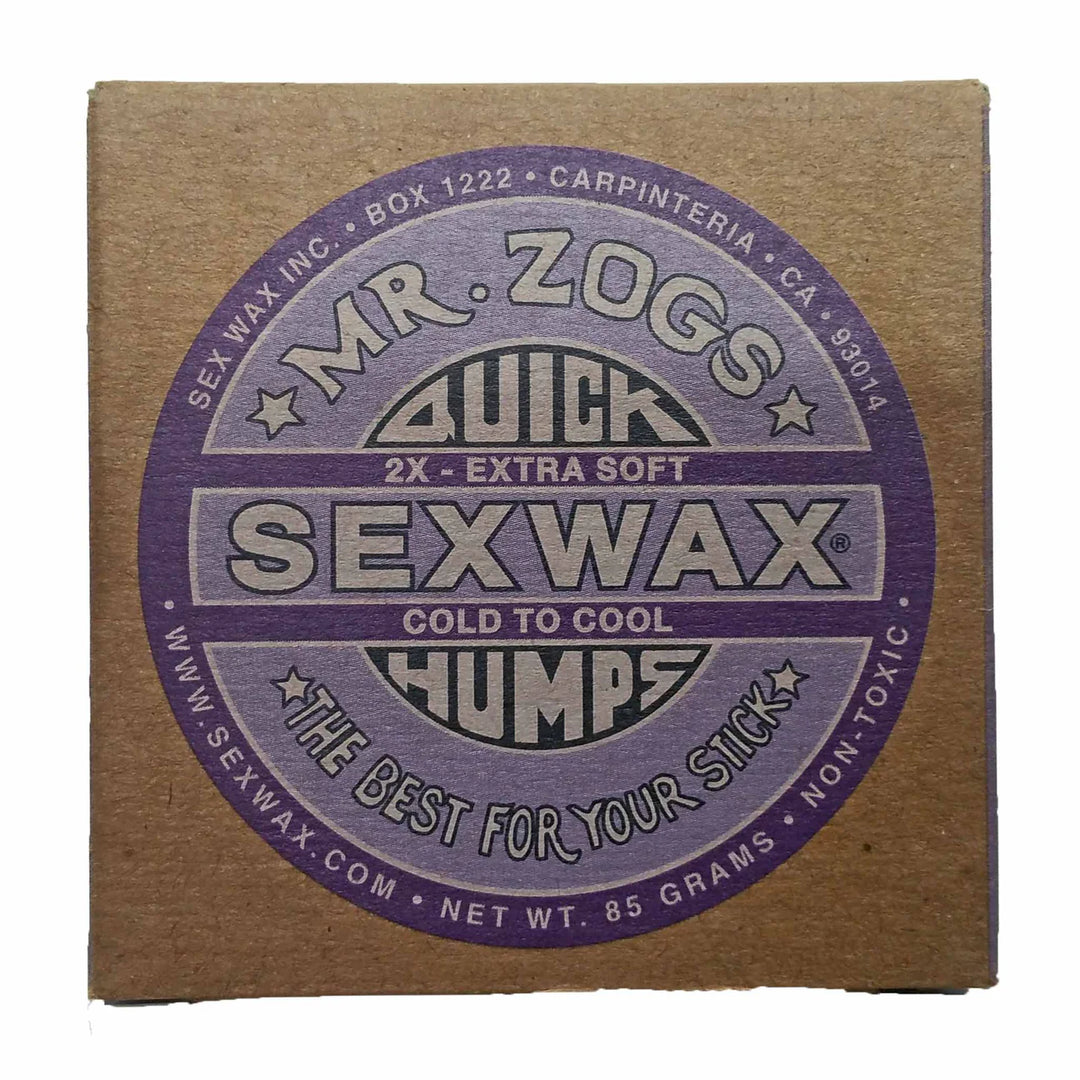 SEX WAX INC. • BOX 1222 • CARPINTERIA • CA • 93014
MR. ZOGS
QUICK
2X - EXTRA SOFT
SEXWAX®
COLD TO COOL
HUMPS
THE BEST FOR YOUR STICK
• WWW.SEXWAX.COM • NET WT. 85 GRAMS • NON-TOXIC •